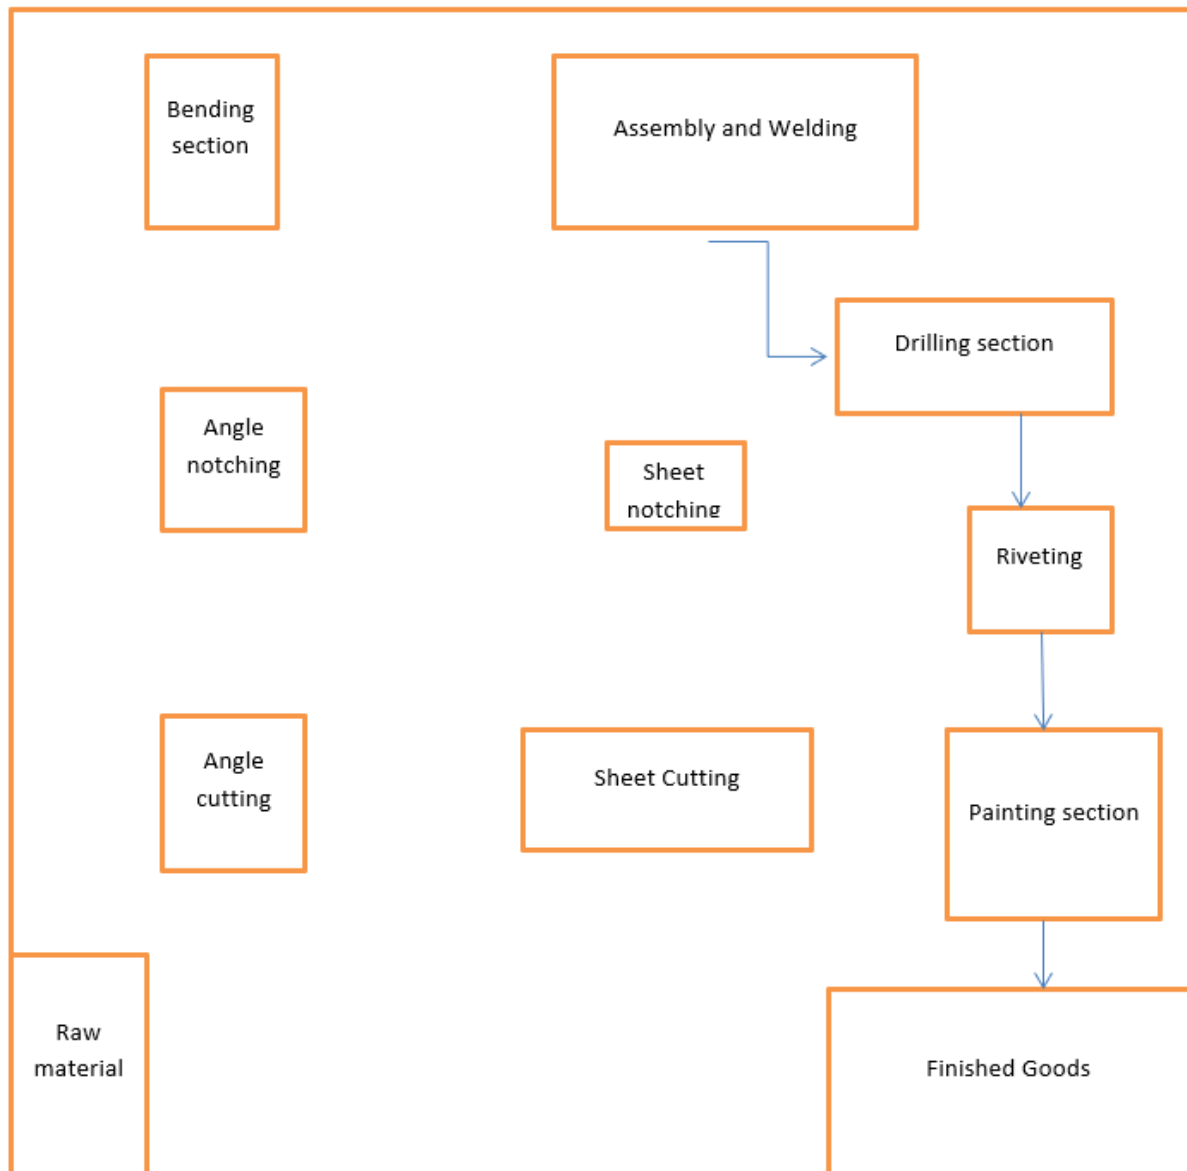 Bending
section
Assembly and Welding
Drilling section
Angle
notching
Sheet
notching
Riveting
Angle
cutting
Sheet Cutting
Painting section
Raw
material
Finished Goods